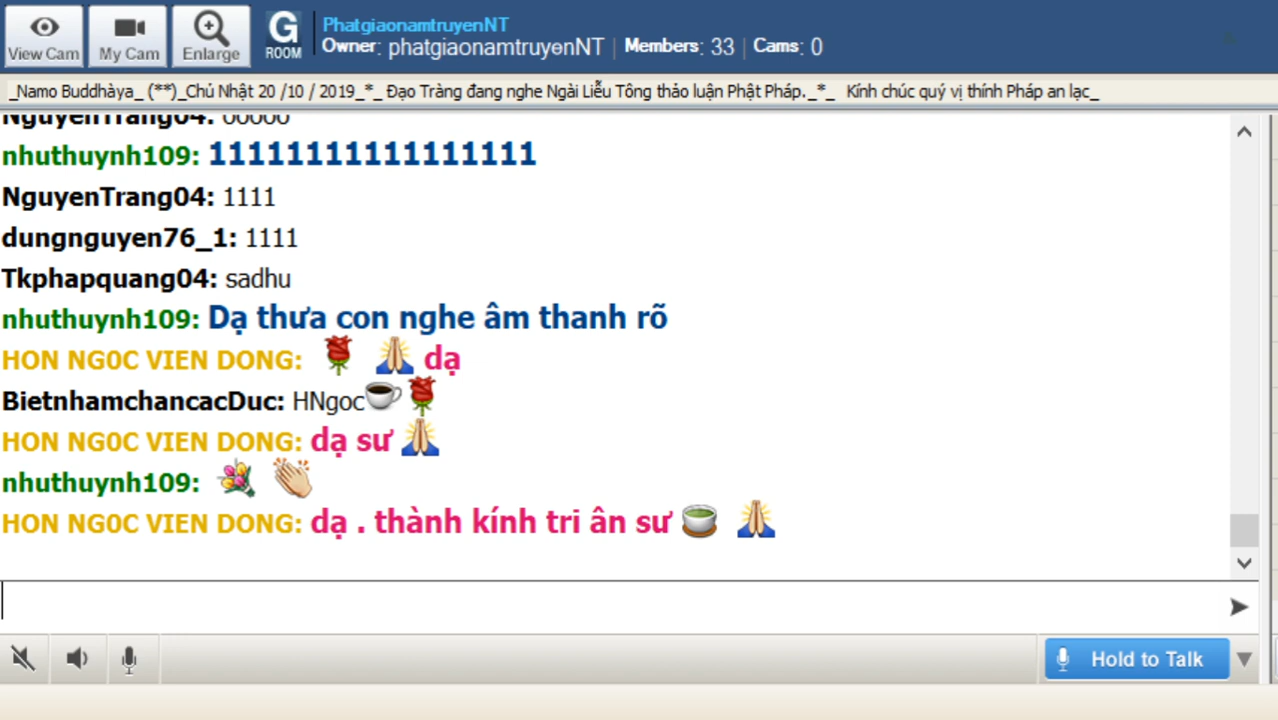 View Cam
My Cam
Enlarge
G ROOM
PhatgiaonamtruyenNT
Owner: phatgiaonamtruyenNT | Members: 33 | Cams: 0
_Namo Buddhàya_ (**)_Chủ Nhật 20 /10 / 2019_*_ Đạo Tràng đang nghe Ngài Liễu Tông thảo luận Phật Pháp._*_ Kính chúc quý vị thính Pháp an lạc_
NguyenTrang04: ooooo
nhuthuynh109: 11111111111111111
NguyenTrang04: 1111
dungnguyen76_1: 1111
Tkphapquang04: sadhu
nhuthuynh109: Dạ thưa con nghe âm thanh rõ
HON NG0C VIEN DONG: dạ
BietnhamchancacDuc: HNgoc
HON NG0C VIEN DONG: dạ sư
nhuthuynh109:
HON NG0C VIEN DONG: dạ . thành kính tri ân sư
Hold to Talk